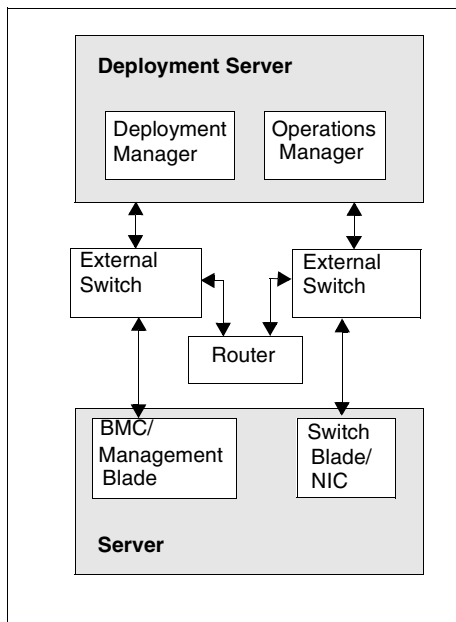 Deployment Server
Deployment
Manager
Operations
Manager
External
Switch
External
Switch
Router
BMC/
Management
Blade
Switch
Blade/
NIC
Server